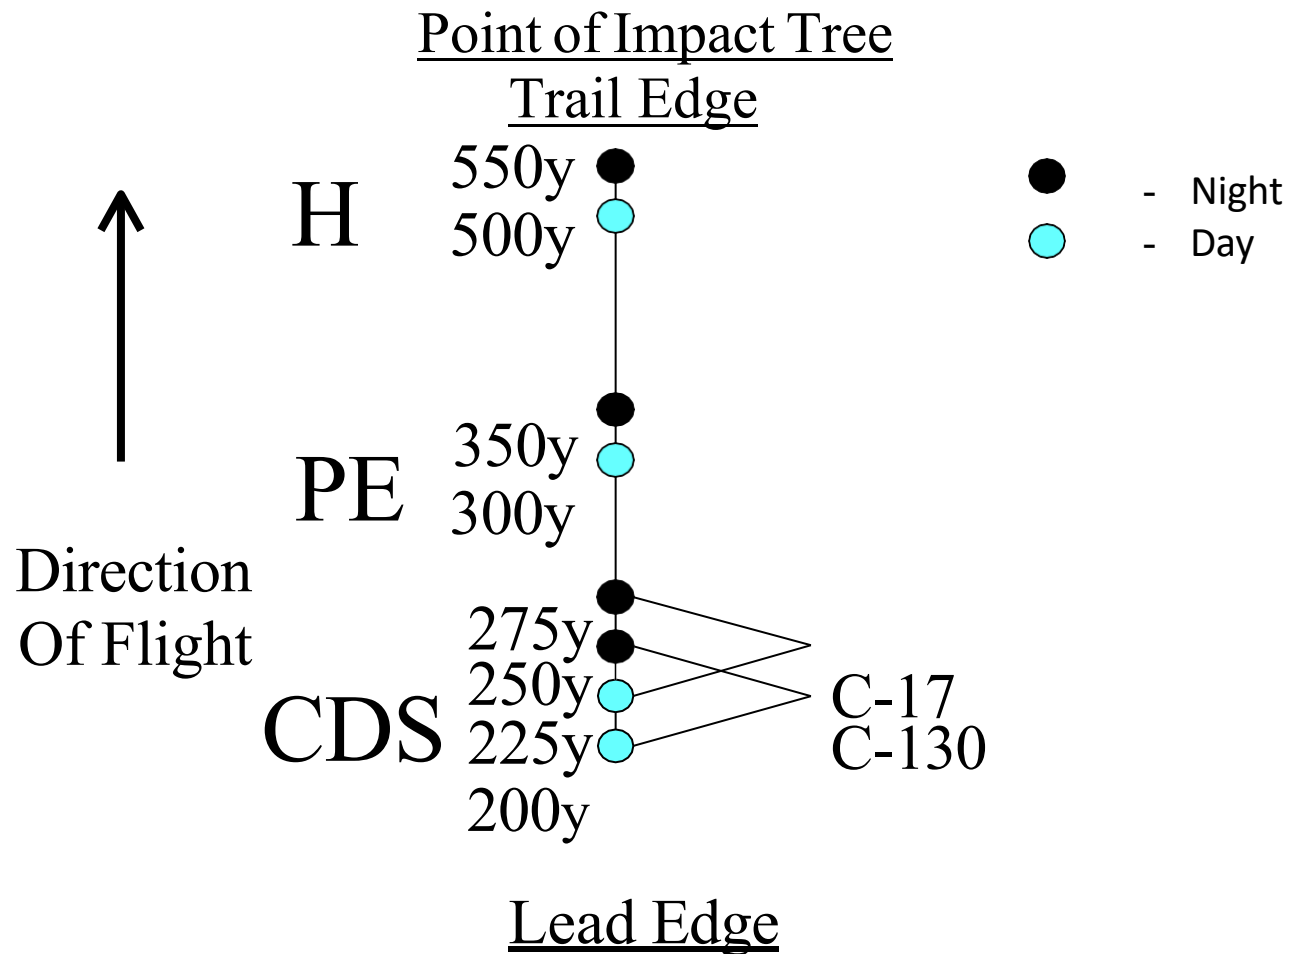 Point of Impact Tree
Trail Edge
550y
H
500y
- Night
- Day
350y
PE
300y
Direction
Of Flight
275y
250y
CDS
225y
200y
C-17
C-130
Lead Edge